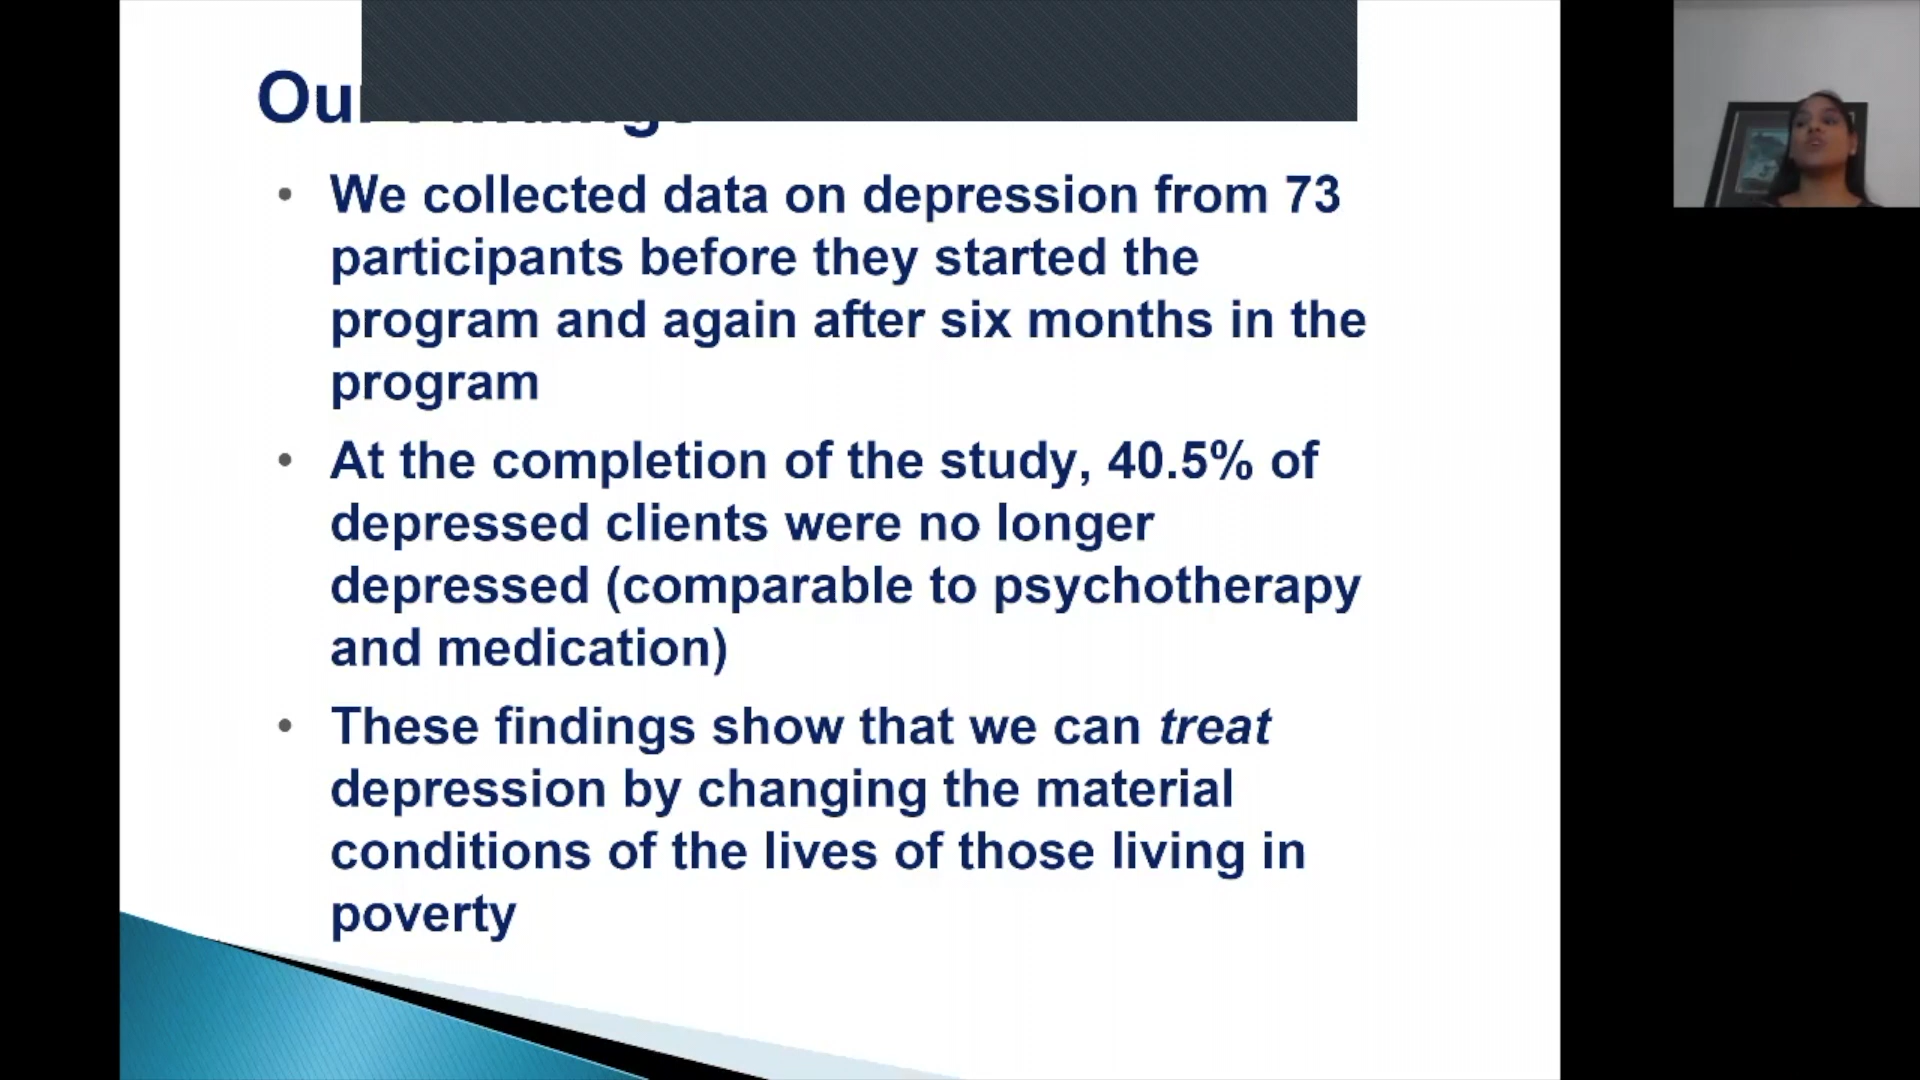 Our Findings
• We collected data on depression from 73
participants before they started the
program and again after six months in the
program
• At the completion of the study, 40.5% of
depressed clients were no longer
depressed (comparable to psychotherapy
and medication)
• These findings show that we can treat
depression by changing the material
conditions of the lives of those living in
poverty